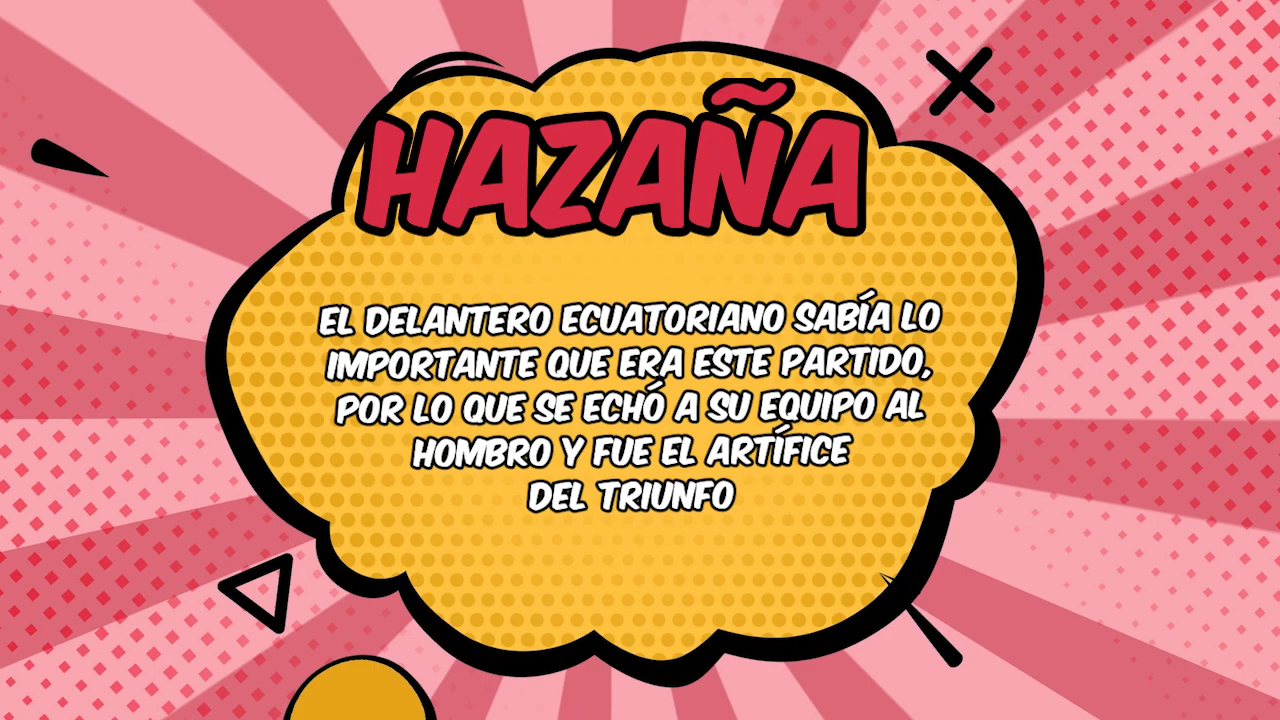 HAZAÑA
EL DELANTERO ECUATORIANO SABÍA LO
IMPORTANTE QUE ERA ESTE PARTIDO,
POR LO QUE SE ECHÓ A SU EQUIPO AL
HOMBRO Y FUE EL ARTÍFICE
DEL TRIUNFO